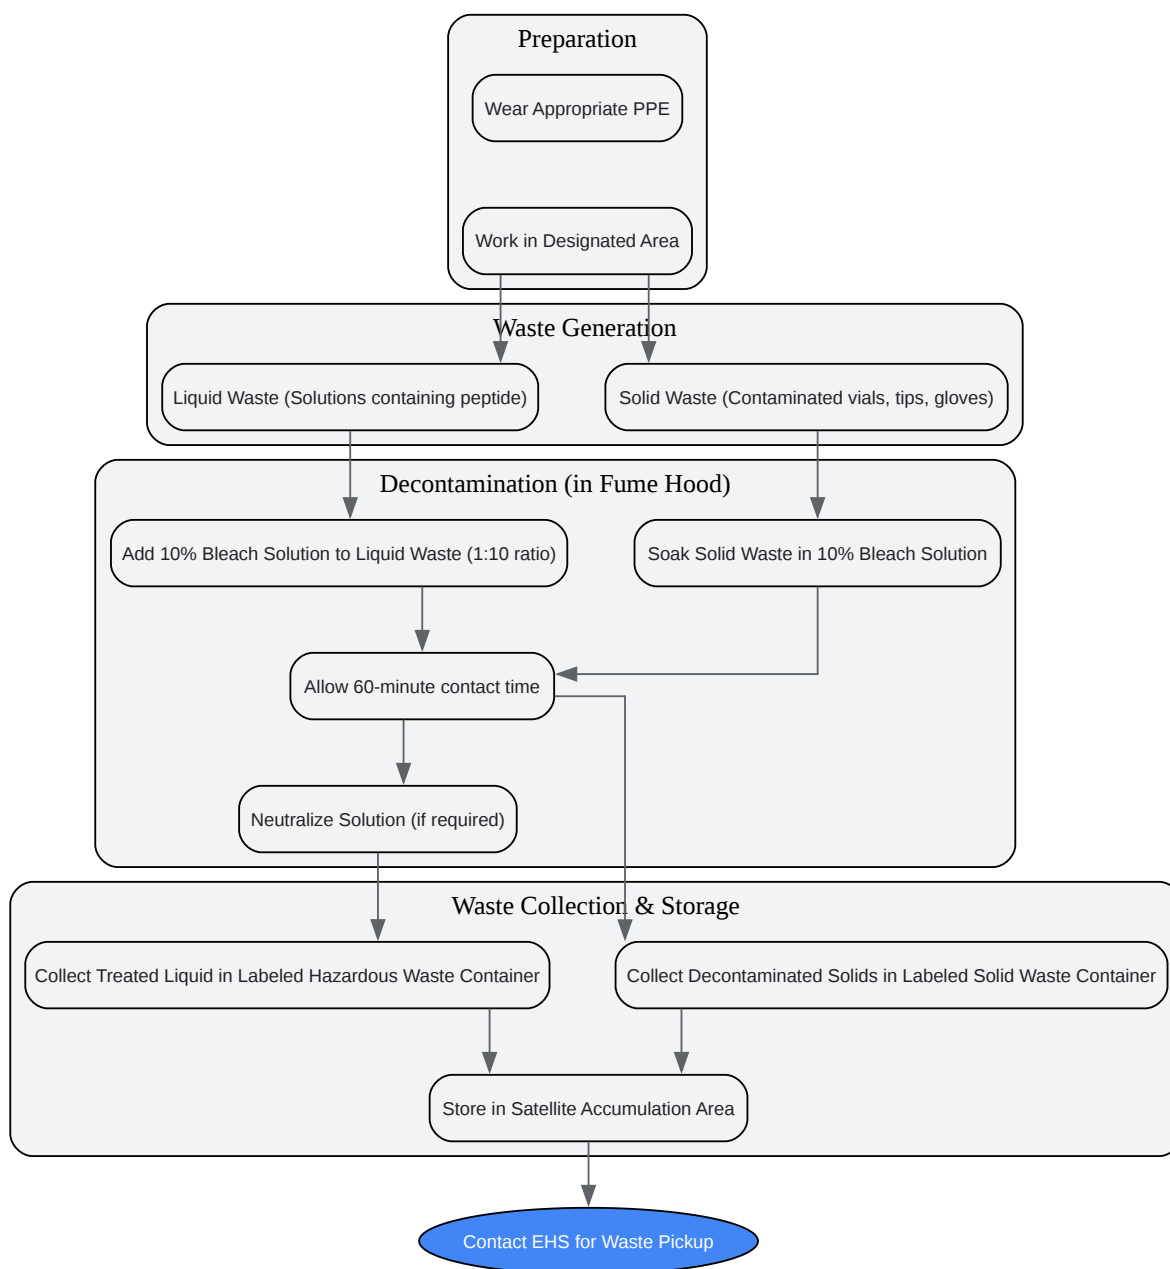 Preparation
Wear Appropriate PPE
Work in Designated Area
Waste Generation
Liquid Waste (Solutions containing peptide)
Solid Waste (Contaminated vials, tips, gloves)
Decontamination (in Fume Hood)
Add 10% Bleach Solution to Liquid Waste (1:10 ratio)
Soak Solid Waste in 10% Bleach Solution
Allow 60-minute contact time
Neutralize Solution (if required)
Waste Collection & Storage
Collect Treated Liquid in Labeled Hazardous Waste Container
Collect Decontaminated Solids in Labeled Solid Waste Container
Store in Satellite Accumulation Area
Contact EHS for Waste Pickup